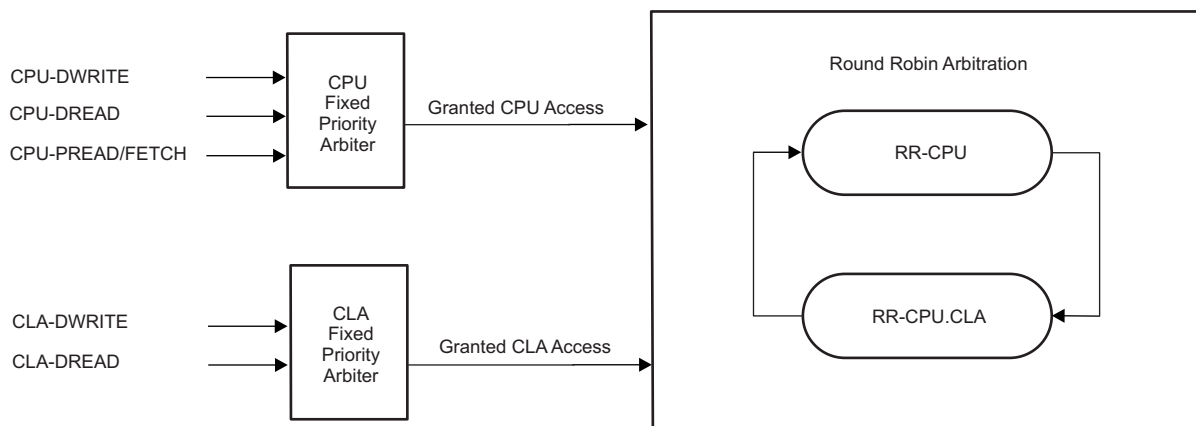 CPU-DWRITE
CPU-DREAD
CPU-PREAD/FETCH
CPU
Fixed
Priority
Arbiter
Granted CPU Access
CLA-DWRITE
CLA-DREAD
CLA
Fixed
Priority
Arbiter
Granted CLA Access
Round Robin Arbitration
RR-CPU
RR-CPU.CLA